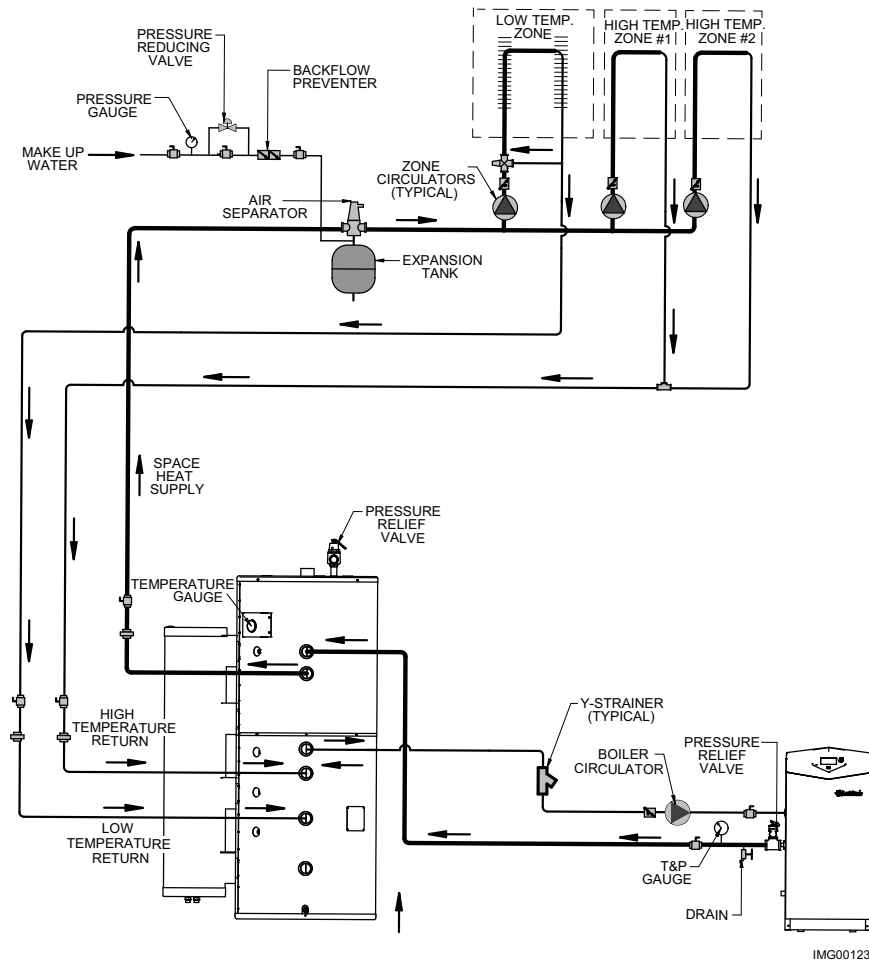 LOW TEMP.
ZONE
HIGH TEMP.
ZONE #1
HIGH TEMP.
ZONE #2
PRESSURE
REDUCING
VALVE
BACKFLOW
PREVENTER
PRESSURE
GAUGE
MAKE UP
WATER
ZONE
CIRCULATORS
(TYPICAL)
AIR
SEPARATOR
EXPANSION
TANK
SPACE
HEAT
SUPPLY
PRESSURE
RELIEF
VALVE
TEMPERATURE
GAUGE
HIGH
TEMPERATURE
RETURN
LOW
TEMPERATURE
RETURN
Y-STRAINER
(TYPICAL)
BOILER
CIRCULATOR
PRESSURE
RELIEF
VALVE
T&P
GAUGE
DRAIN
IMG00123